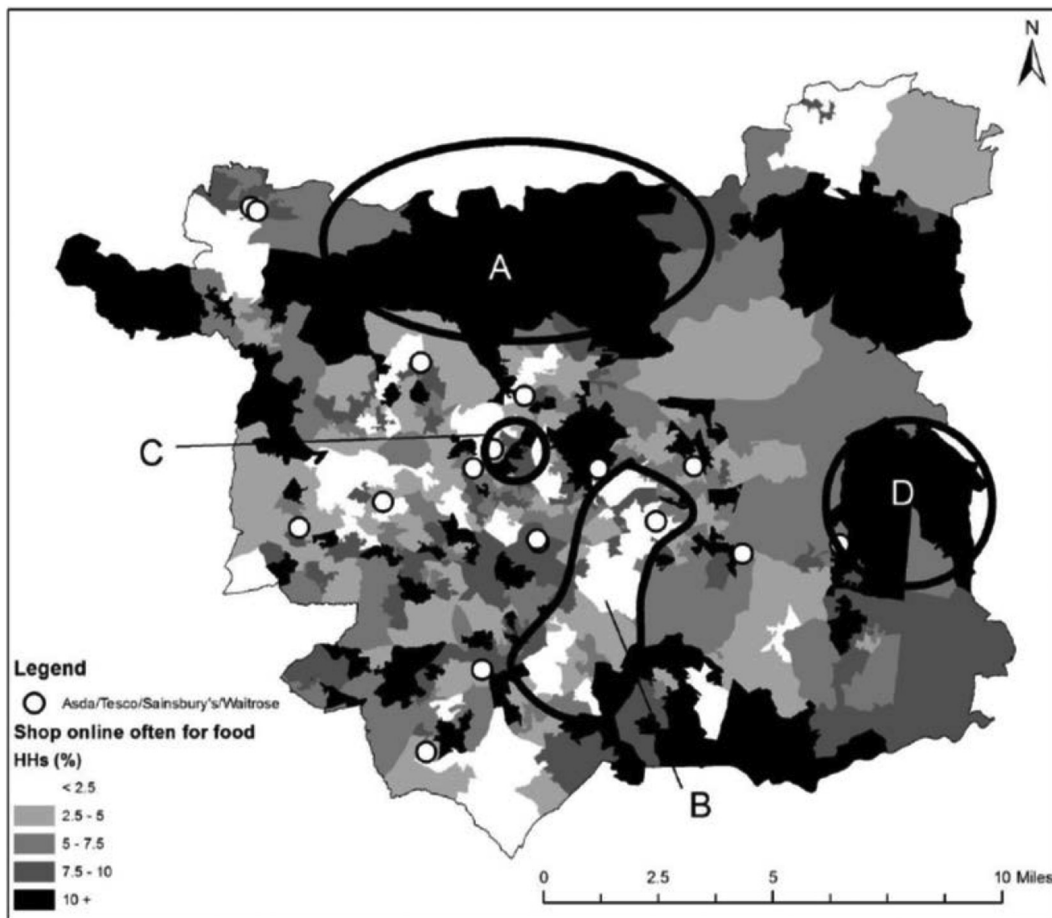 N
A
C
D
B
Legend
Asda/Tesco/Sainsbury's/Waitrose
Shop online often for food
HHs (%)
< 2.5
2.5 - 5
5 - 7.5
7.5 - 10
10 +
0 2.5 5 10 Miles